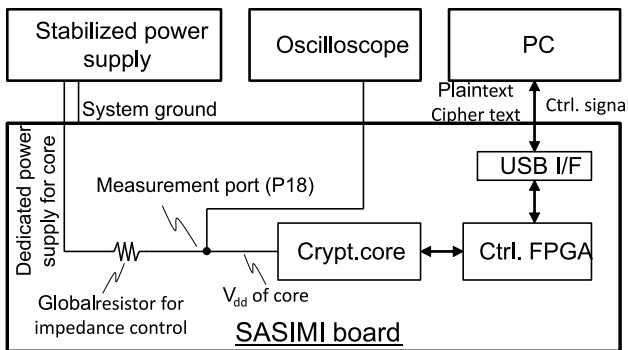 Stabilized power
supply
Oscilloscope
PC
System ground
Plaintext
Cipher text
Ctrl. signal
Dedicated power
supply for core
Measurement port (P18)
USB I/F
Crypt.core
Ctrl. FPGA
Globalresistor for
impedance control
Vdd of core
SASIMI board